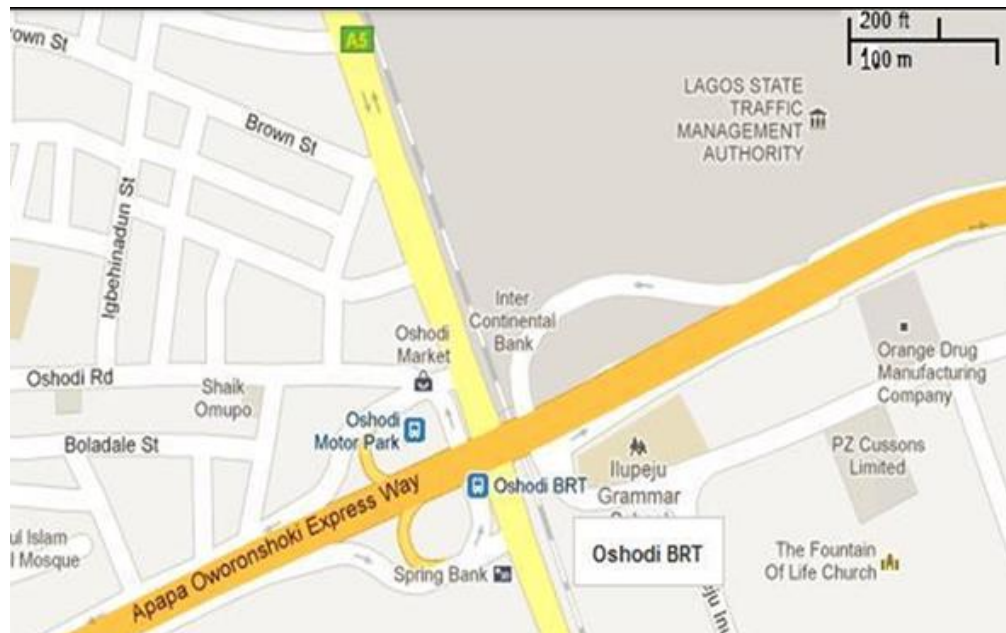 200 ft
100 m
A5
own St
LAGOS STATE
TRAFFIC
MANAGEMENT
AUTHORITY
Brown St
Igbehinadun St
Inter
Continental
Bank
Oshodi
Market
Oshodi Rd
Shaik
Omupo
Orange Drug
Manufacturing
Company
Oshodi
Motor Park
Boladale St
PZ Cussons
Limited
Ilupeju
Grammar
Oshodi BRT
Apapa Oworonshoki Express Way
ul Islam
l Mosque
Oshodi BRT
Spring Bank
The Fountain
Of Life Church